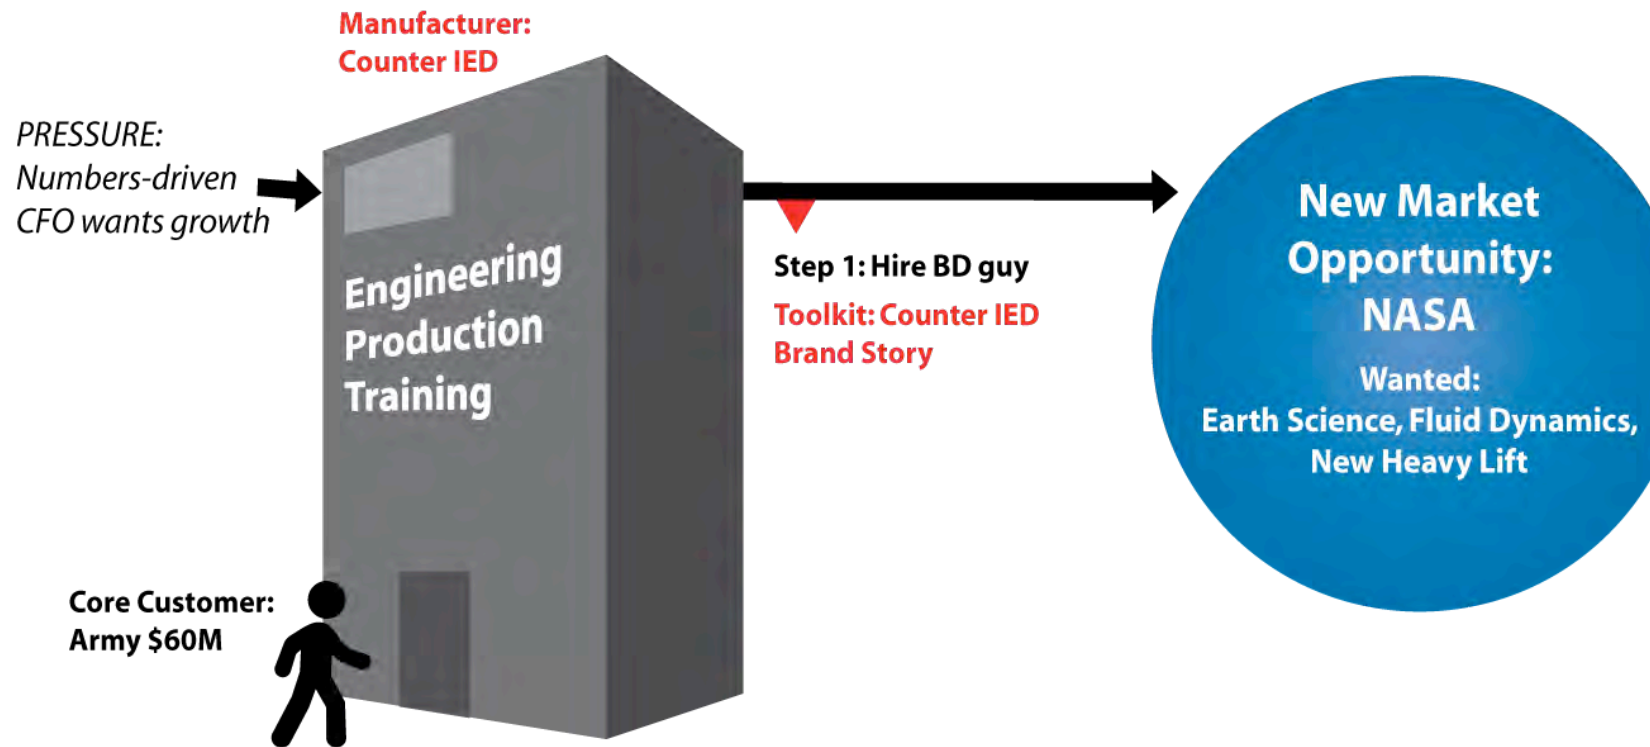 Manufacturer:
Counter IED
PRESSURE:
Numbers-driven
CFO wants growth
Engineering
Production
Training
Core Customer:
Army $60M
Step 1: Hire BD guy
Toolkit: Counter IED
Brand Story
New Market
Opportunity:
NASA
Wanted:
Earth Science, Fluid Dynamics,
New Heavy Lift